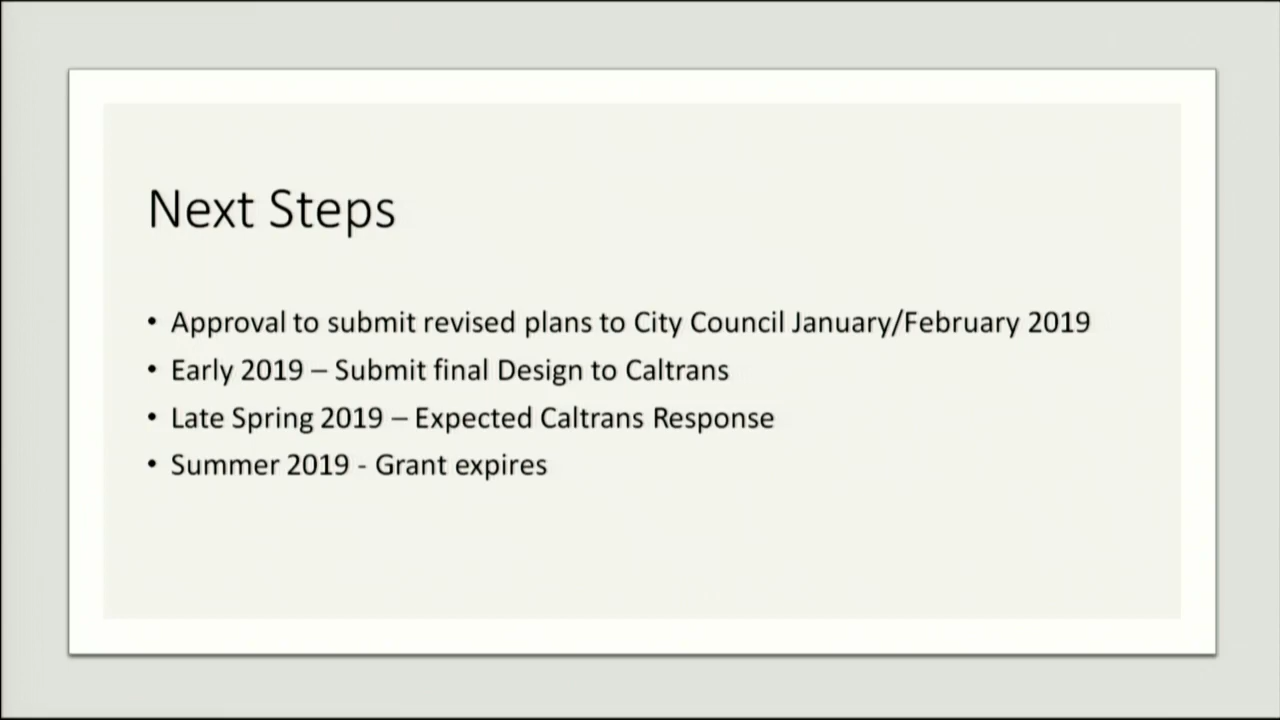 Next Steps
• Approval to submit revised plans to City Council January/February 2019
• Early 2019 – Submit final Design to Caltrans
• Late Spring 2019 – Expected Caltrans Response
• Summer 2019 - Grant expires